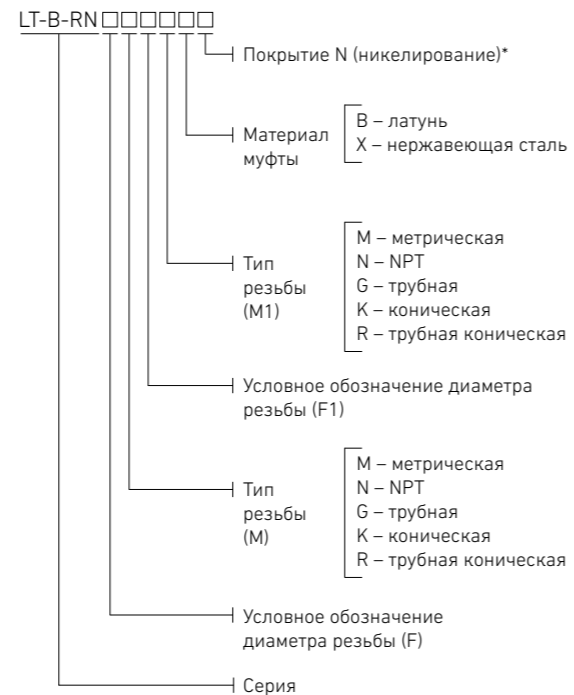 LT-B-RN□□□□□□
Покрытие N (никелирование)*
Материал
муфты
B – латунь
X – нержавеющая сталь
Тип
резьбы
(M1)
M – метрическая
N – NPT
G – трубная
K – коническая
R – трубная коническая
Условное обозначение диаметра
резьбы (F1)
Тип
резьбы
(M)
M – метрическая
N – NPT
G – трубная
K – коническая
R – трубная коническая
Условное обозначение
диаметра резьбы (F)
Серия